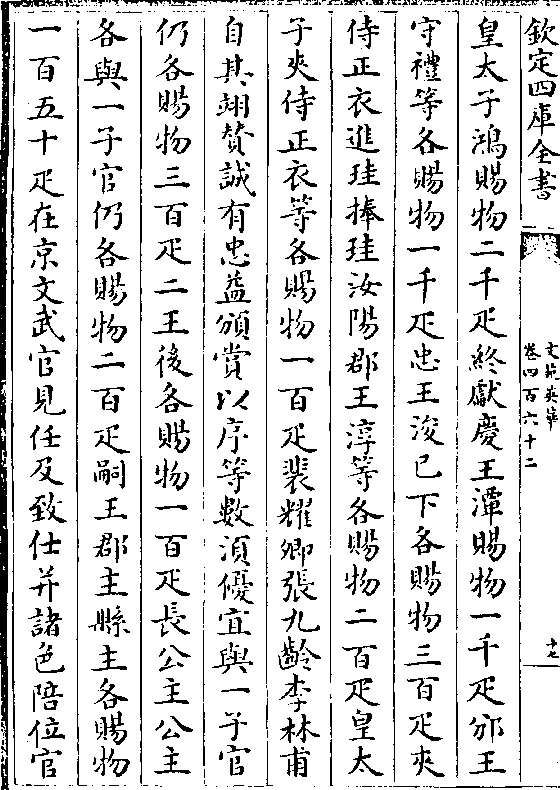 欽定四庫全書
文苑英華
卷四百六十二
十七
皇太子鴻賜物二千疋終獻慶王潭賜物一千疋邠王
守禮等各賜物一千疋忠王浚已下各賜物三百疋夾
侍正衣進珪捧珪汝陽郡王淳等各賜物二百疋皇太
子夾侍正衣等各賜物一百疋裴耀卿張九齡李林甫
自其翊贊誠有忠益頒賞以序等數湏優宜與一子官
仍各賜物三百疋二王後各賜物一百疋長公主公主
各與一子官仍各賜物二百疋嗣王郡主縣主各賜物
一百五十疋在京文武官見任及致仕并諸色陪位官